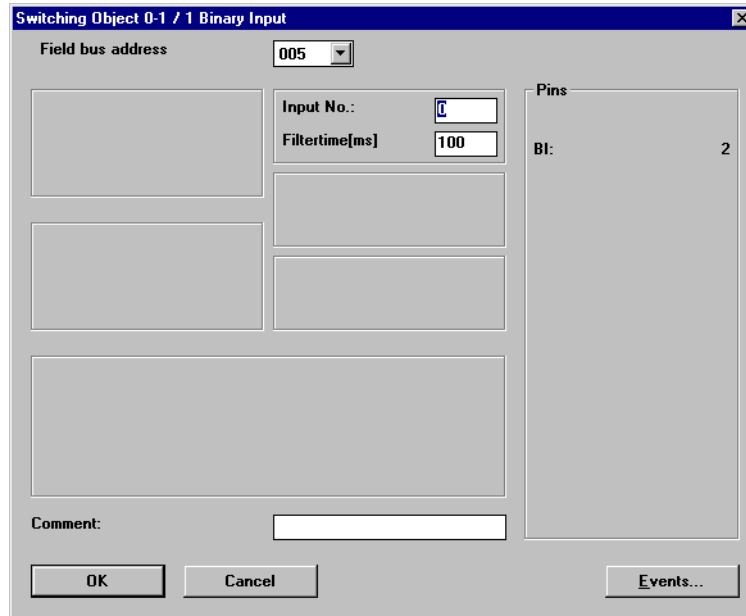 Switching Object 0-1 / 1 Binary Input
Field bus address 005
Input No.:
Filtertime[ms] 100
Pins
BI: 2
Comment:
OK Cancel Events...